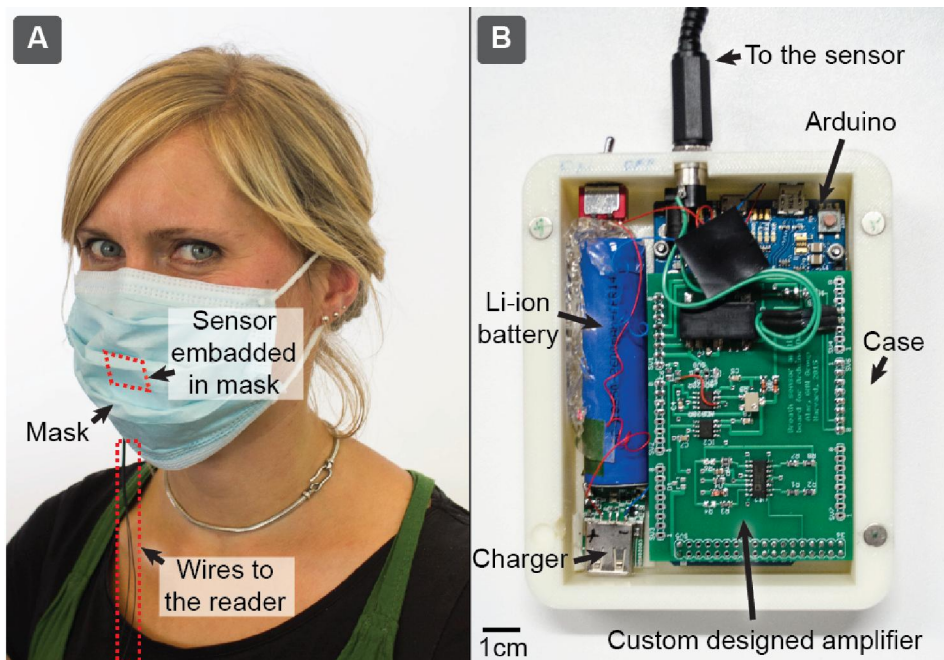 A
Sensor
embadded
in mask
Mask
Wires to
the reader
B
To the sensor
Arduino
Li-ion
battery
Case
Charger
1cm
Custom designed amplifier